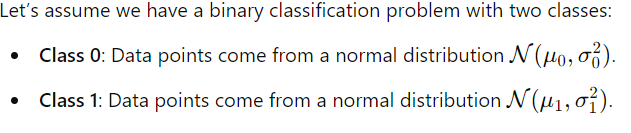 Let's assume we have a binary classification problem with two classes:
• Class 0: Data points come from a normal distribution 𝒩(μ₀, σ₀²).
• Class 1: Data points come from a normal distribution 𝒩(μ₁, σ₁²).